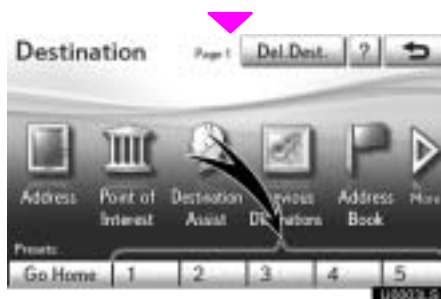 Destination Page 1 Del.Dest. ?
Address Point of Interest Destination Assist Address Book More
Presets
Go Home 1 2 3 4 5